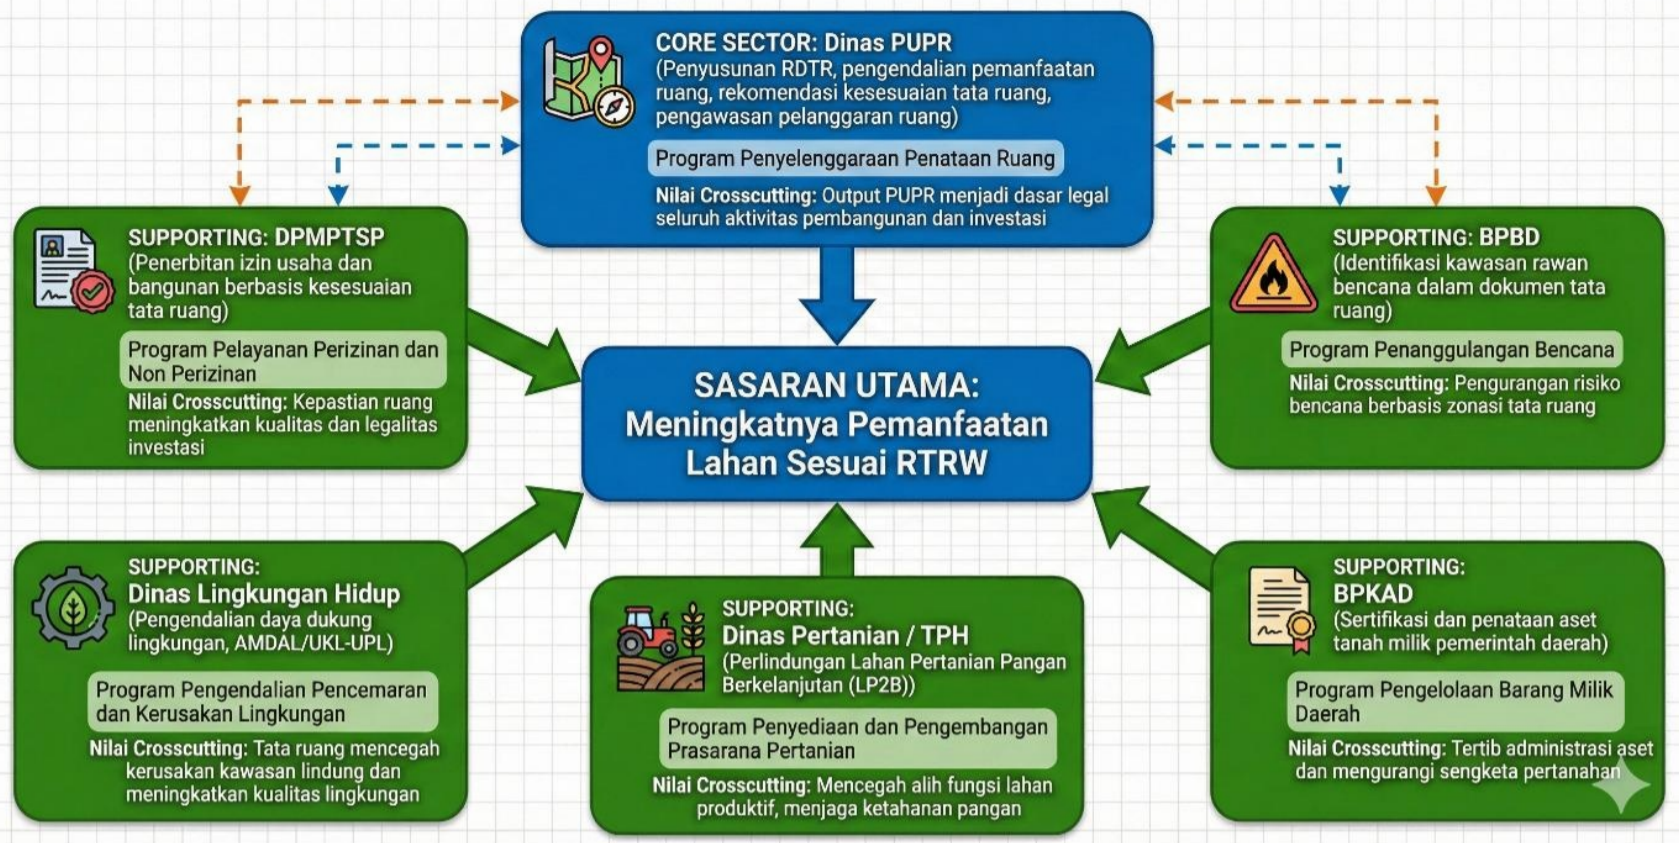 CORE SECTOR: Dinas PUPR
(Penyusunan RDTR, pengendalian pemanfaatan
ruang, rekomendasi kesesuaian tata ruang,
pengawasan pelanggaran ruang)
Program Penyelenggaraan Penataan Ruang
Nilai Crosscutting: Output PUPR menjadi dasar legal
seluruh aktivitas pembangunan dan investasi
SUPPORTING: DPMPTSP
(Penerbitan izin usaha dan
bangunan berbasis kesesuaian
tata ruang)
Program Pelayanan Perizinan dan
Non Perizinan
Nilai Crosscutting: Kepastian ruang
meningkatkan kualitas dan legalitas
investasi
SUPPORTING: BPBD
(Identifikasi kawasan rawan
bencana dalam dokumen tata
ruang)
Program Penanggulangan Bencana
Nilai Crosscutting: Pengurangan risiko
bencana berbasis zonasi tata ruang
SASARAN UTAMA:
Meningkatnya Pemanfaatan
Lahan Sesuai RTRW
SUPPORTING:
Dinas Lingkungan Hidup
(Pengendalian daya dukung
lingkungan, AMDAL/UKL-UPL)
Program Pengendalian Pencemaran
dan Kerusakan Lingkungan
Nilai Crosscutting: Tata ruang mencegah
kerusakan kawasan lindung dan
meningkatkan kualitas lingkungan
SUPPORTING:
Dinas Pertanian / TPH
(Perlindungan Lahan Pertanian Pangan
Berkelanjutan (LP2B))
Program Penyediaan dan Pengembangan
Prasarana Pertanian
Nilai Crosscutting: Mencegah alih fungsi lahan
produktif, menjaga ketahanan pangan
SUPPORTING:
BPKAD
(Sertifikasi dan penataan aset
tanah milik pemerintah daerah)
Program Pengelolaan Barang Milik
Daerah
Nilai Crosscutting: Tertib administrasi aset
dan mengurangi sengketa pertanahan